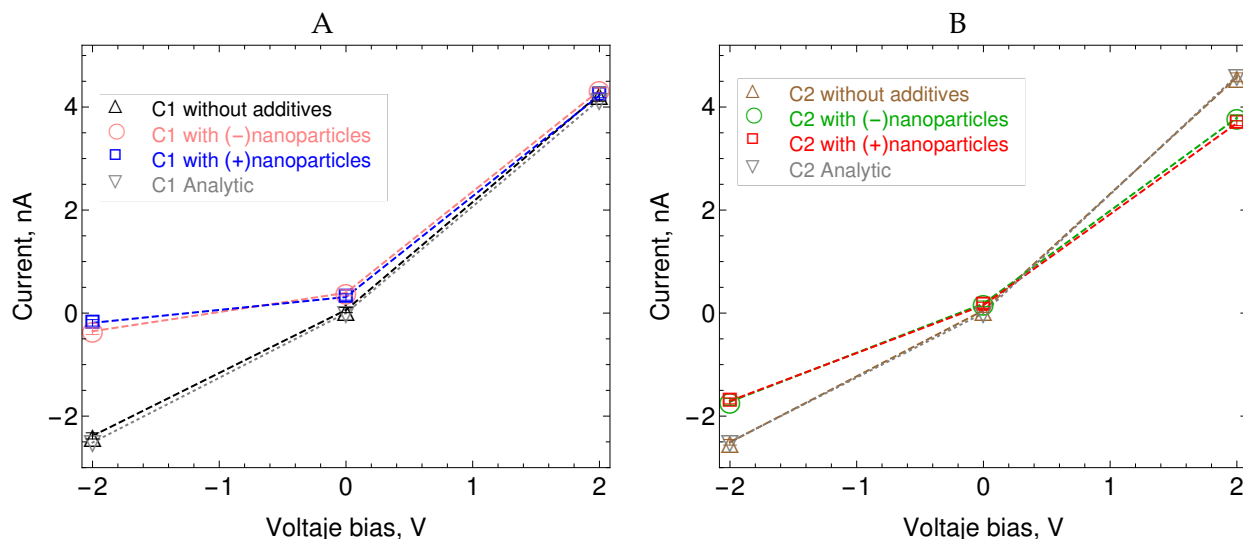 A
C1 without additives
C1 with (−)nanoparticles
C1 with (+)nanoparticles
C1 Analytic
Current, nA
4
2
0
−2
−2
−1
0
1
2
Voltaje bias, V
B
C2 without additives
C2 with (−)nanoparticles
C2 with (+)nanoparticles
C2 Analytic
Current, nA
4
2
0
−2
−2
−1
0
1
2
Voltaje bias, V